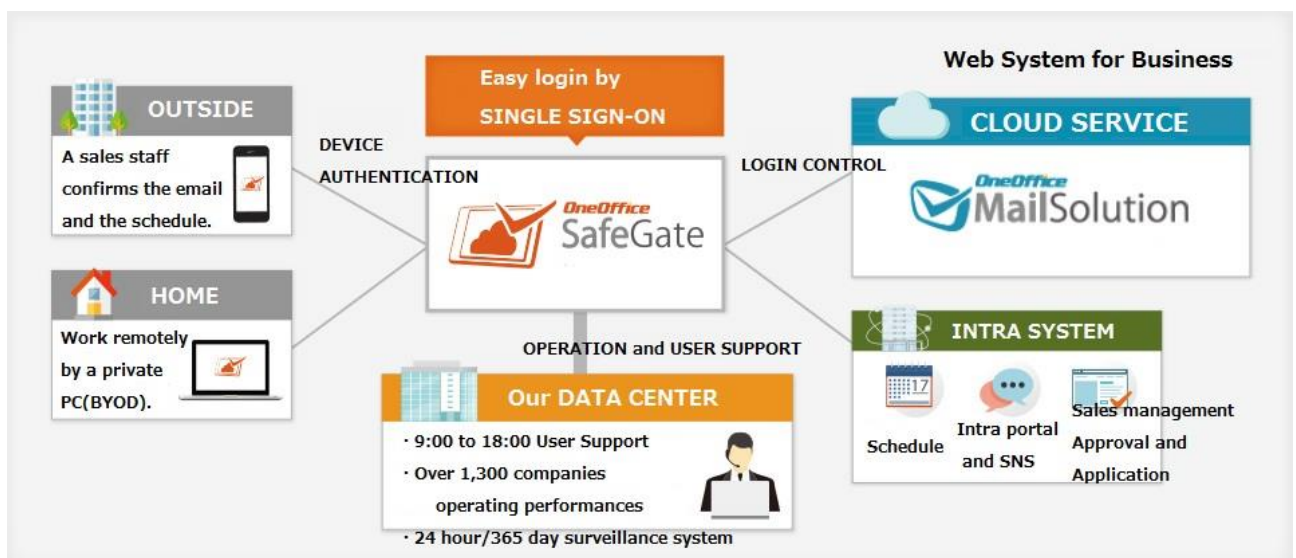 Web System for Business
OUTSIDE
A sales staff
confirms the email
and the schedule.
HOME
Work remotely
by a private
PC(BYOD).
DEVICE
AUTHENTICATION
Easy login by
SINGLE SIGN-ON
OneOffice
SafeGate
LOGIN CONTROL
CLOUD SERVICE
OneOffice
MailSolution
OPERATION and USER SUPPORT
Our DATA CENTER
・9:00 to 18:00 User Support
・Over 1,300 companies
operating performances
・24 hour/365 day surveillance system
INTRA SYSTEM
17
Schedule
Intra portal
and SNS
Sales management
Approval and
Application